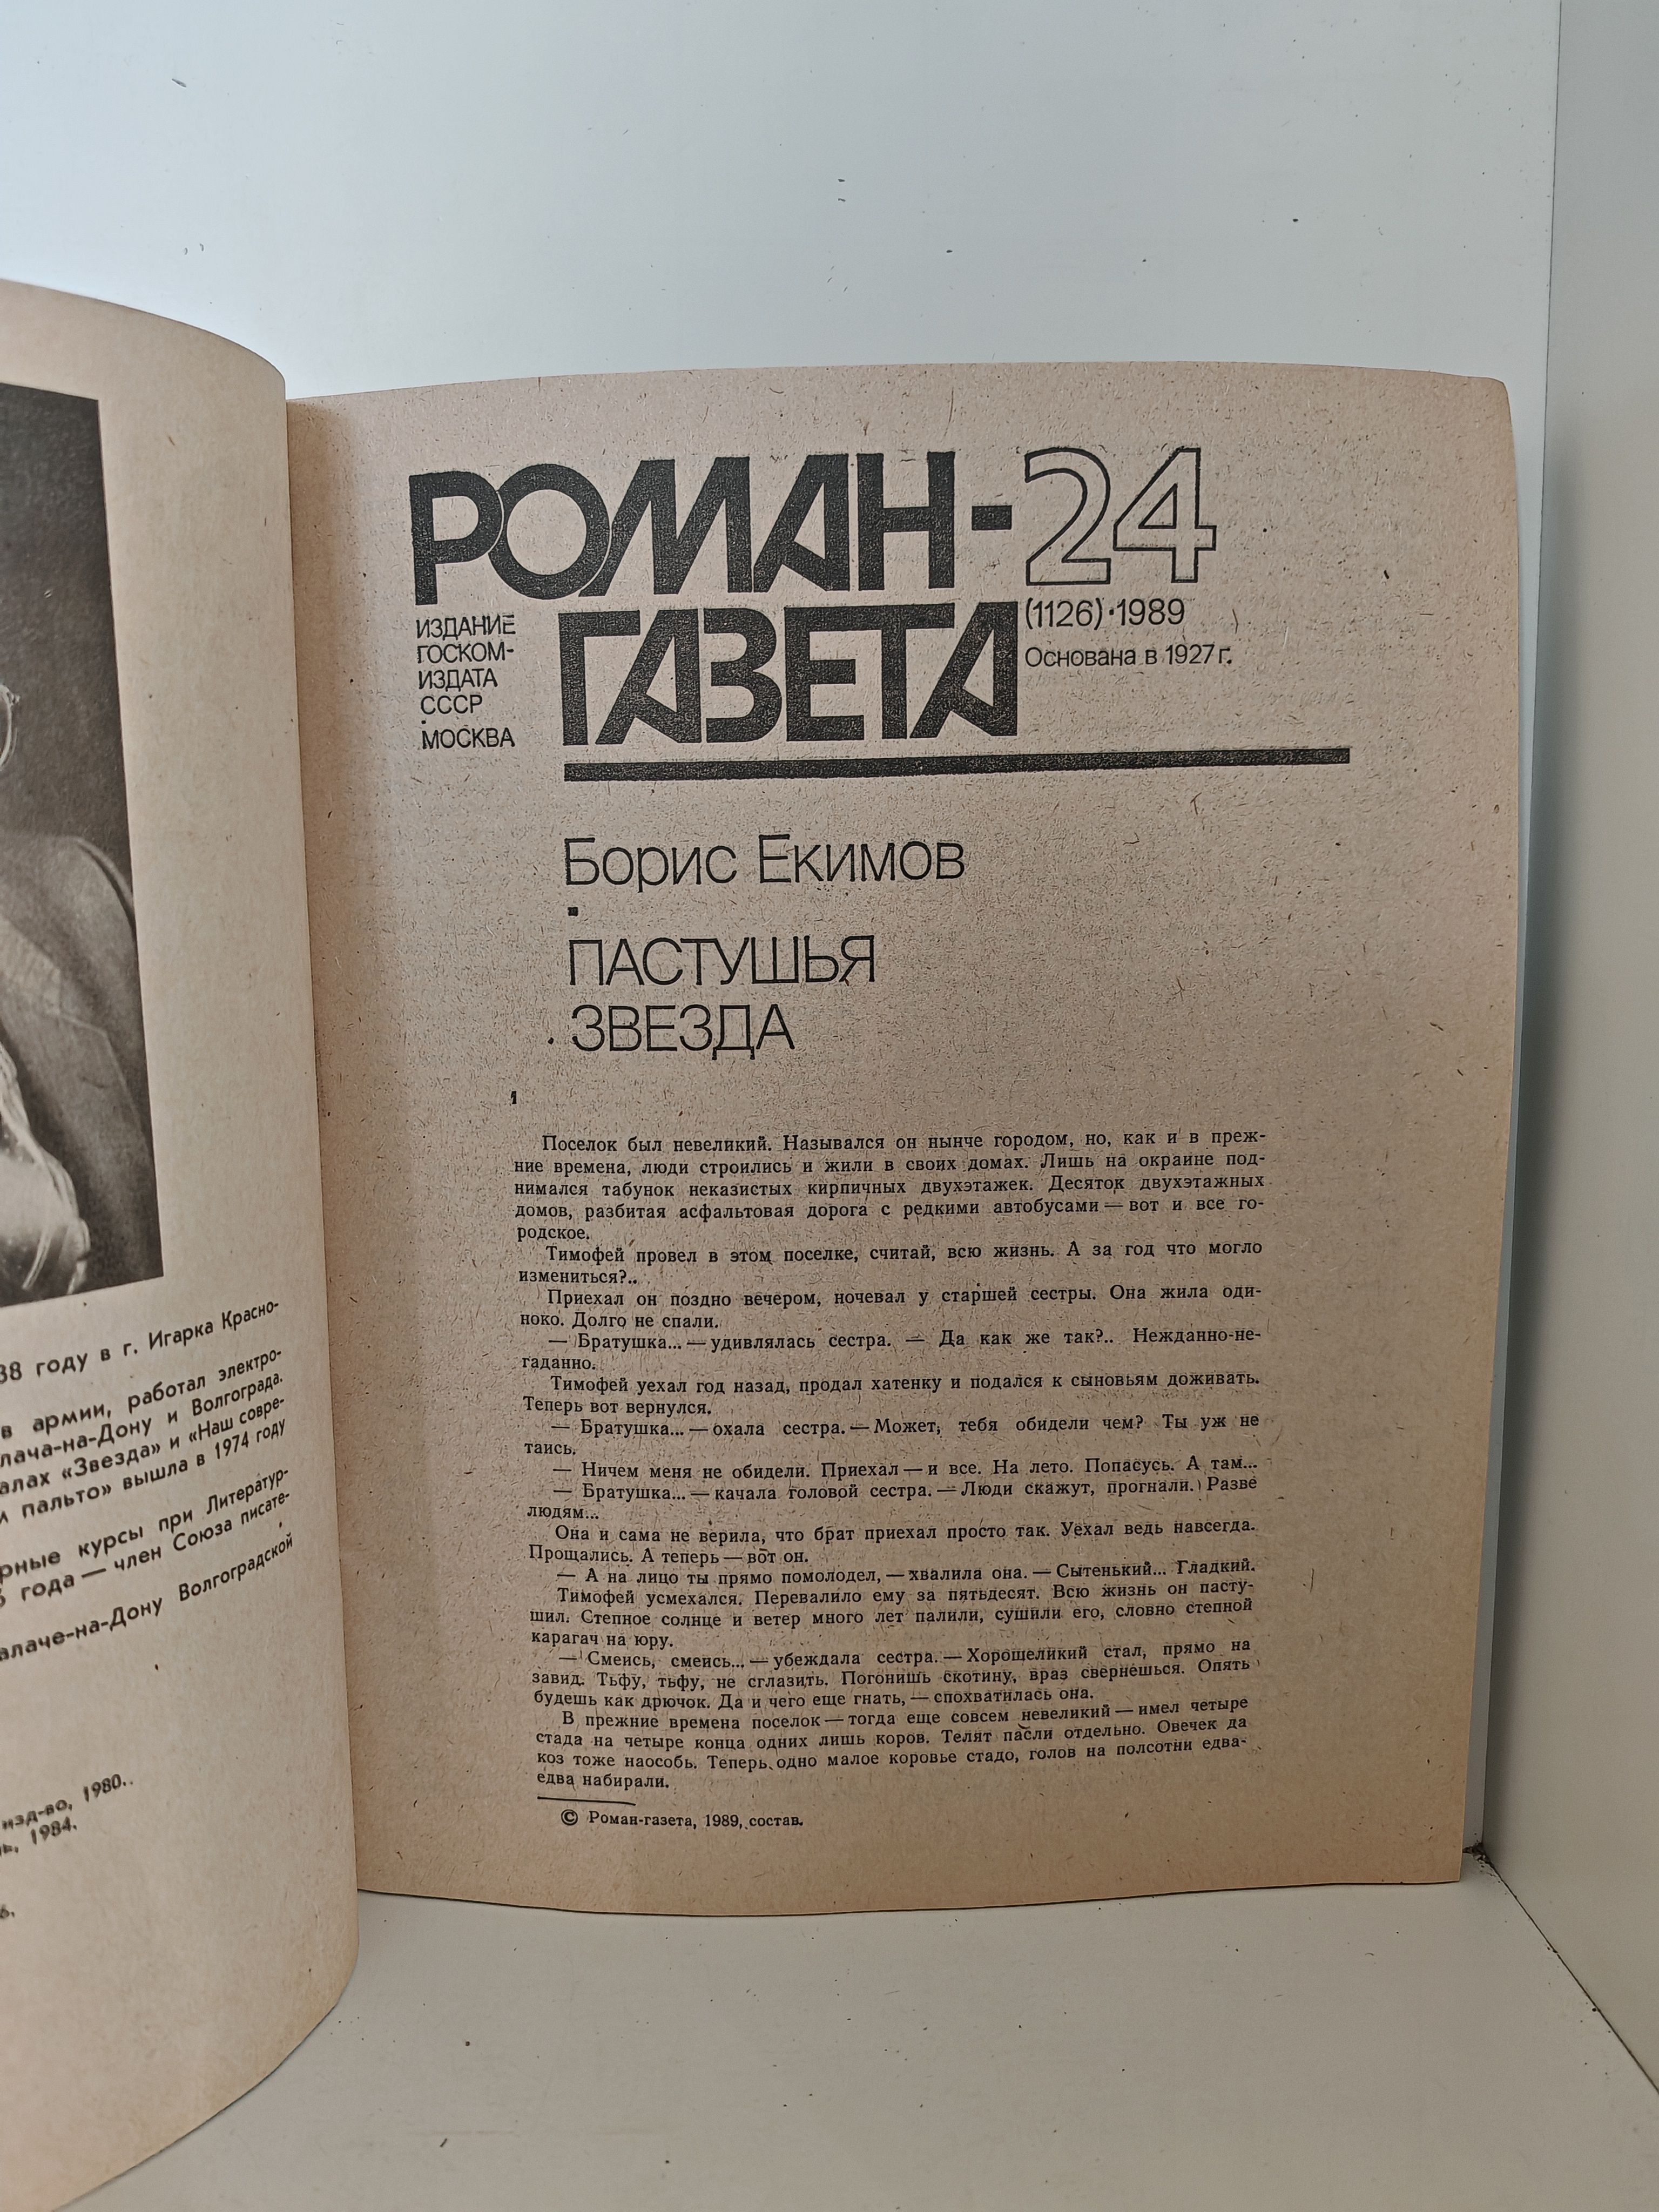 38 году в г. Игарка Красно-
в армии, работал электро-
лача-на-Дону и Волгограда.
алах «Звезда» и «Наш совре-
пальто» вышла в 1974 году
рные курсы при Литератур-
года — член Союза писате-
алаче-на-Дону Волгоградской
изд-во, 1980.
1984.
РОМАН-24
ГАЗЕТА
(1126)·1989
Основана в 1927 г.
ИЗДАНИЕ
ГОСКОМ-
ИЗДАТА
СССР
МОСКВА
Борис Екимов
ПАСТУШЬЯ
ЗВЕЗДА
1
Поселок был невеликий. Назывался он нынче городом, но, как и в преж-
ние времена, люди строились и жили в своих домах. Лишь на окраине под-
нимался табунок неказистых кирпичных двухэтажек. Десяток двухэтажных
домов, разбитая асфальтовая дорога с редкими автобусами — вот и все го-
родское.
Тимофей провел в этом поселке, считай, всю жизнь. А за год что могло
измениться?..
Приехал он поздно вечером, ночевал у старшей сестры. Она жила оди-
ноко. Долго не спали.
— Братушка... — удивлялась сестра. — Да как же так?.. Нежданно-не-
гаданно.
Тимофей уехал год назад, продал хатенку и подался к сыновьям доживать.
Теперь вот вернулся.
— Братушка... — охала сестра. — Может, тебя обидели чем? Ты уж не
таись.
— Ничем меня не обидели. Приехал — и все. На лето. Попасусь. А там...
— Братушка... — качала головой сестра. — Люди скажут, прогнали. Разве
людям...
Она и сама не верила, что брат приехал просто так. Уехал ведь навсегда.
Прощались. А теперь — вот он.
— А на лицо ты прямо помолодел, — хвалила она. — Сытенький... Гладкий.
Тимофей усмехался. Перевалило ему за пятьдесят. Всю жизнь он пасту-
шил. Степное солнце и ветер много лет палили, сушили его, словно степной
карагач на юру.
— Смеись, смеись... — убеждала сестра. — Хорошеликий стал, прямо на
завид. Тьфу, тьфу, не сглазить. Погонишь скотину, враз свернешься. Опять
будешь как дрючок. Да и чего еще гнать, — спохватилась она.
В прежние времена поселок — тогда еще совсем невеликий — имел четыре
стада на четыре конца одних лишь коров. Телят пасли отдельно. Овечек да
коз тоже наособь. Теперь одно малое коровье стадо, голов на полсотни едва-
едва набирали.
© Роман-газета, 1989, состав.